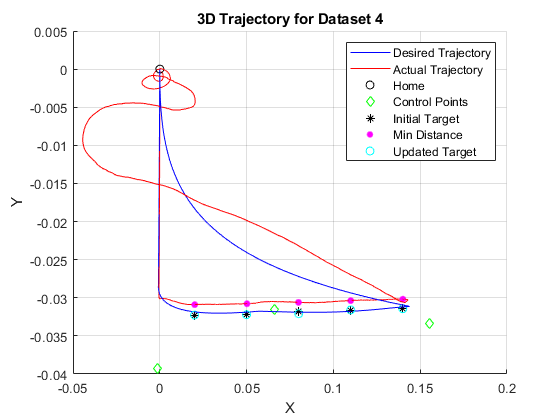 3D Trajectory for Dataset 4
0.005
0
-0.005
-0.01
-0.015
-0.02
-0.025
-0.03
-0.035
-0.04
Y
-0.05
0
0.05
0.1
0.15
0.2
X
Desired Trajectory
Actual Trajectory
Home
Control Points
Initial Target
Min Distance
Updated Target